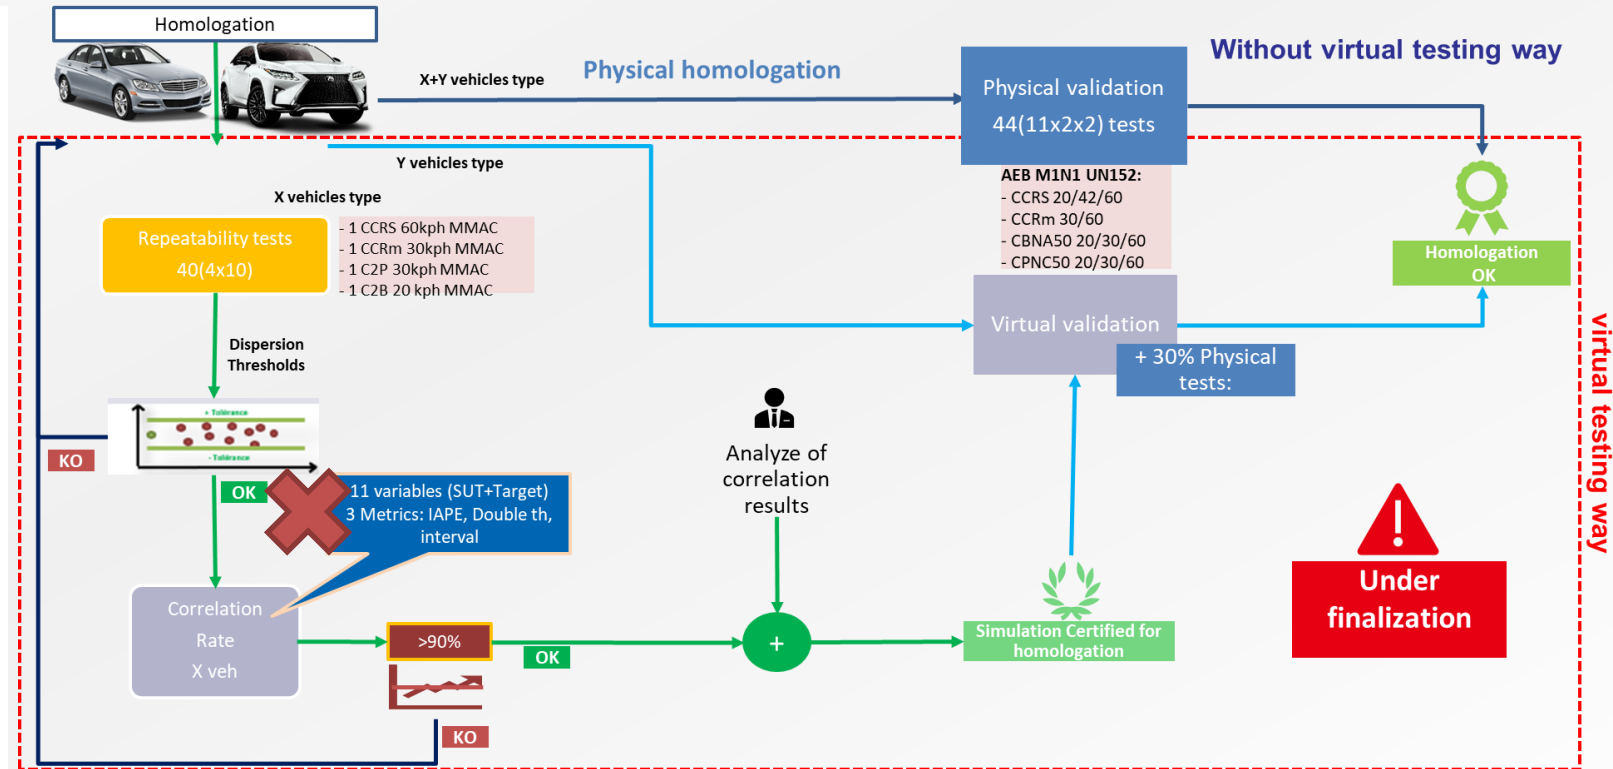 Homologation
X+Y vehicles type
Physical homologation
Physical validation
44(11x2x2) tests
Without virtual testing way
Y vehicles type
X vehicles type
AEB M1N1 UN152:
- CCRS 20/42/60
- CCRm 30/60
- CBNA50 20/30/60
- CPNC50 20/30/60
Repeatability tests
40(4x10)
- 1 CCRS 60kph MMAC
- 1 CCRm 30kph MMAC
- 1 C2P 30kph MMAC
- 1 C2B 20 kph MMAC
Homologation
OK
Virtual validation
+ 30% Physical
tests:
virtual testing way
Dispersion
Thresholds
+ Tolérance
- Tolérance
KO
OK
11 variables (SUT+Target)
3 Metrics: IAPE, Double th,
interval
Analyze of
correlation
results
Under
finalization
Correlation
Rate
X veh
>90%
OK
+
Simulation Certified for
homologation
KO